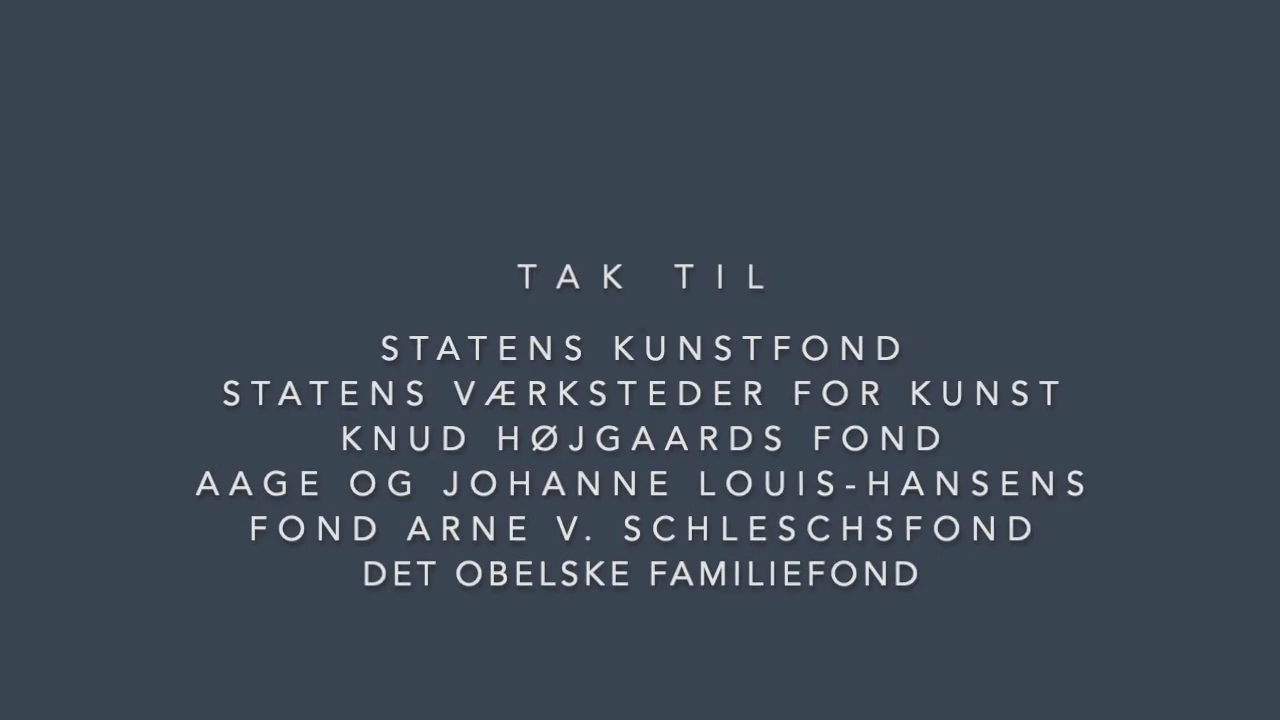 TAK TIL
STATENS KUNSTFOND
STATENS VÆRKSTEDER FOR KUNST
KNUD HØJGAARDS FOND
AAGE OG JOHANNE LOUIS-HANSENS
FOND ARNE V. SCHLESCHSFOND
DET OBELSKE FAMILIEFOND